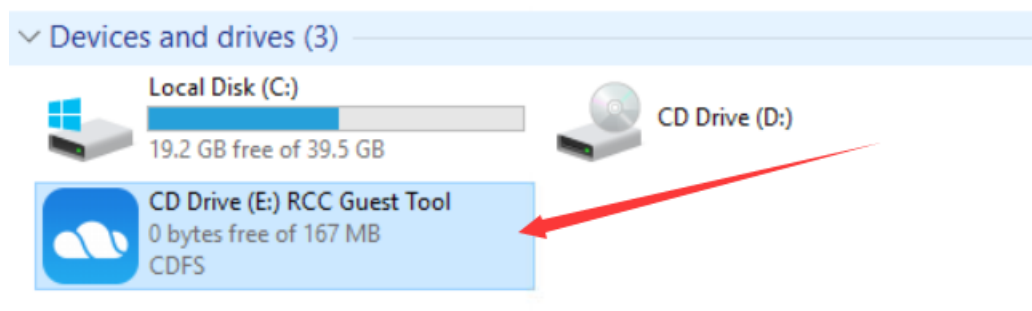 Devices and drives (3)
Local Disk (C:)
19.2 GB free of 39.5 GB
CD Drive (D:)
CD Drive (E:) RCC Guest Tool
0 bytes free of 167 MB
CDFS